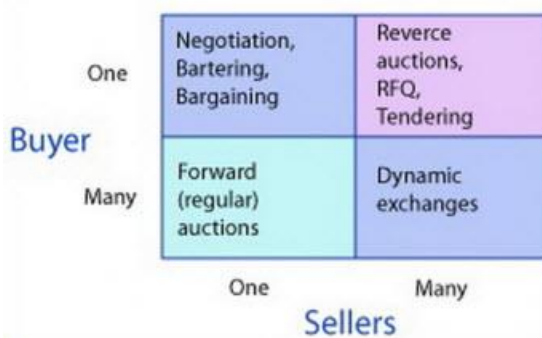 Negotiation,
Bartering,
Bargaining
Reverce
auctions,
RFQ,
Tendering
One
Buyer
Many
Forward
(regular)
auctions
Dynamic
exchanges
One
Many
Sellers